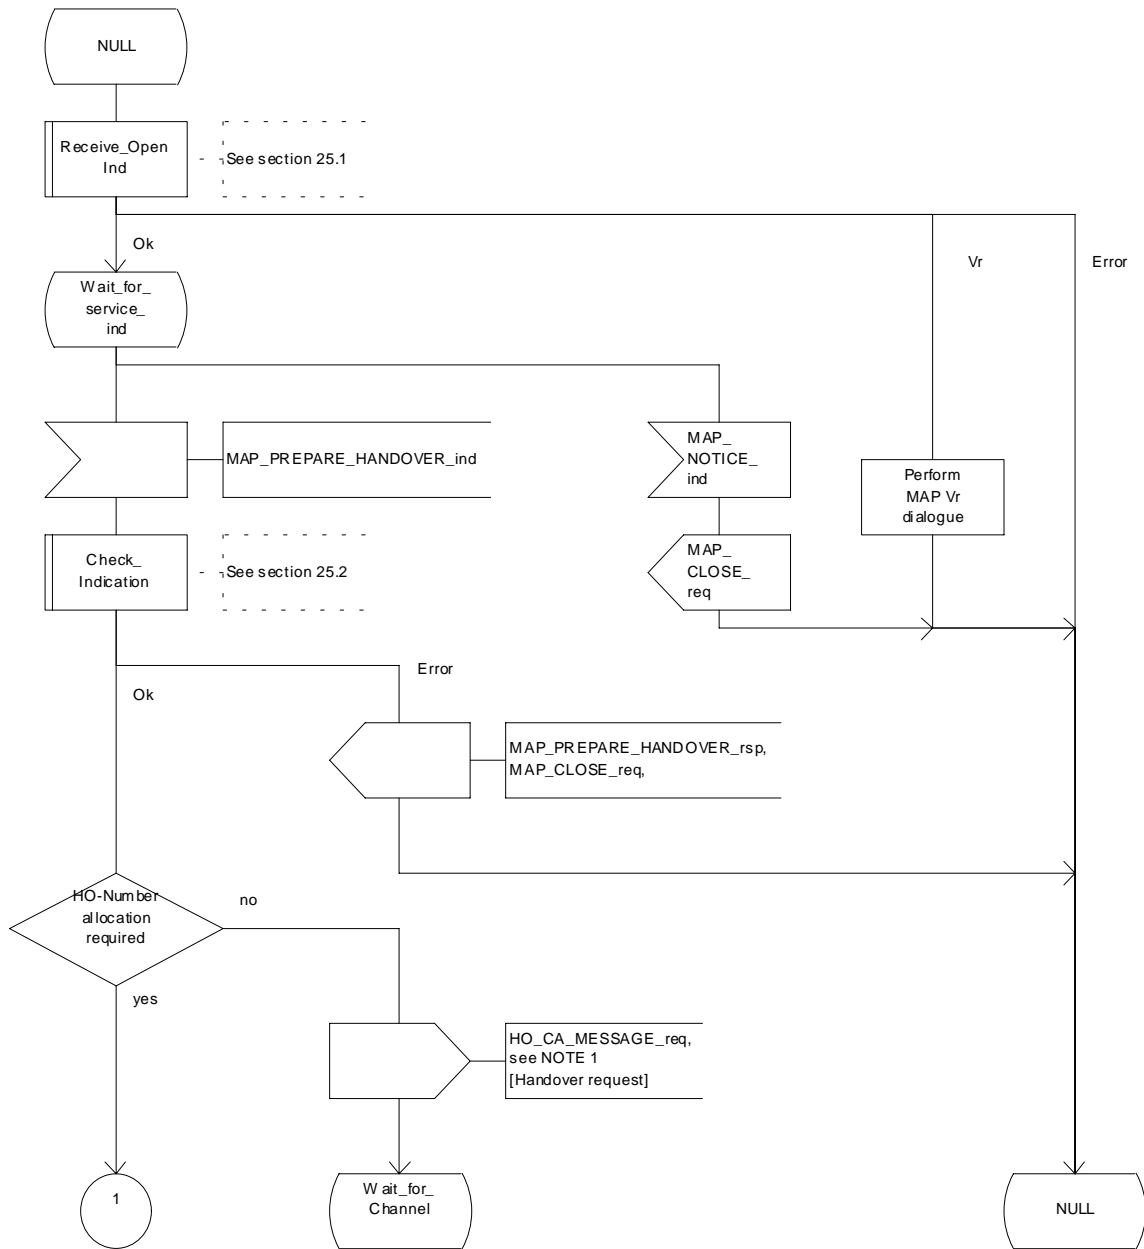 NULL
Receive_Open
Ind
See section 25.1
Ok
Vr
Error
Wait_for_
service_
ind
MAP_PREPARE_HANDOVER_ind
MAP_
NOTICE_
ind
Perform
MAP Vr
dialogue
Check_
Indication
See section 25.2
MAP_
CLOSE_
req
Error
Ok
MAP_PREPARE_HANDOVER_rsp,
MAP_CLOSE_req,
HO-Number
allocation
required
no
yes
HO_CA_MESSAGE_req,
see NOTE 1
[Handover request]
1
Wait_for_
Channel
NULL